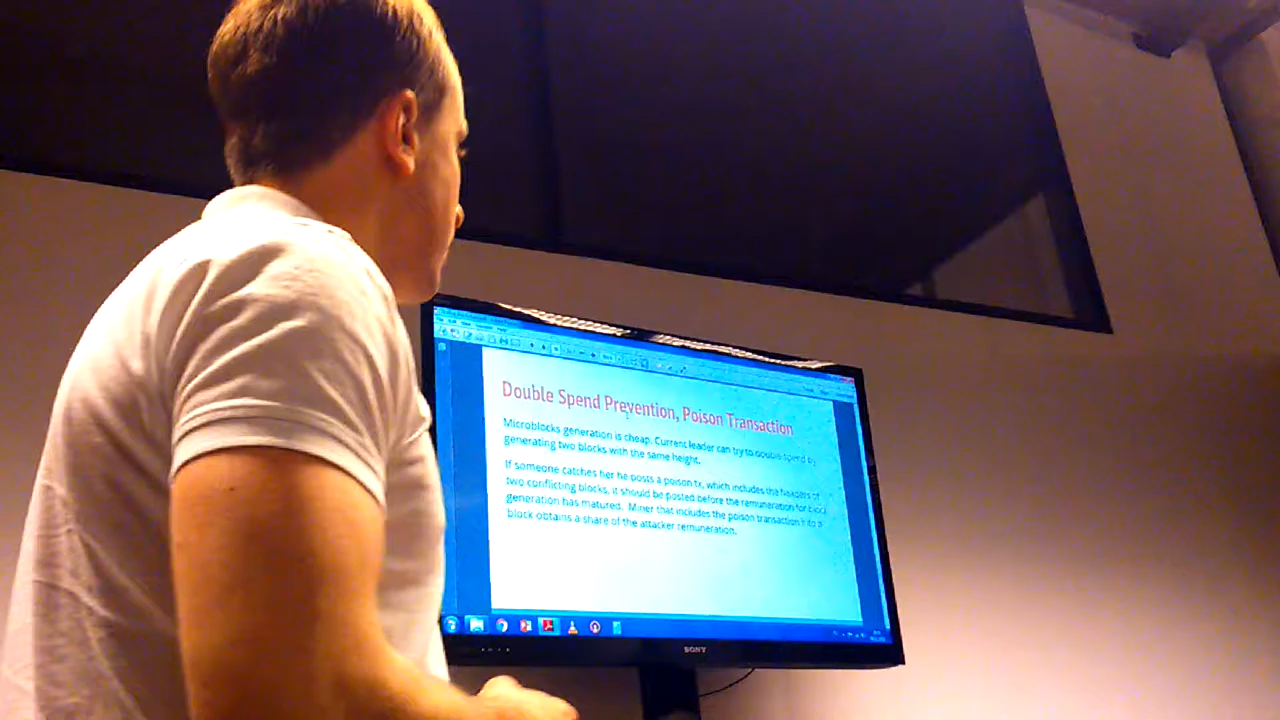 Double Spend Prevention, Poison Transaction
Microblocks generation is cheap. Current leader can try to double spend by
generating two blocks with the same height.
If someone catches her he posts a poison tx, which includes the headers of
two conflicting blocks, it should be posted before the remuneration for block
generation has matured. Miner that includes the poison transaction into a
block obtains a share of the attacker remuneration.
SONY